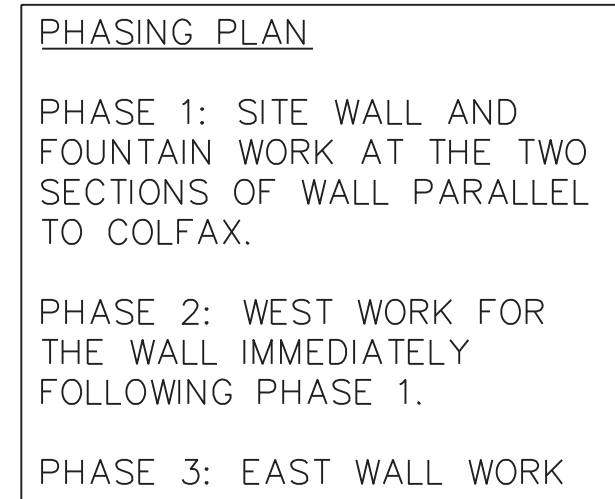 PHASING PLAN
PHASE 1: SITE WALL AND
FOUNTAIN WORK AT THE TWO
SECTIONS OF WALL PARALLEL
TO COLFAX.
PHASE 2: WEST WORK FOR
THE WALL IMMEDIATELY
FOLLOWING PHASE 1.
PHASE 3: EAST WALL WORK